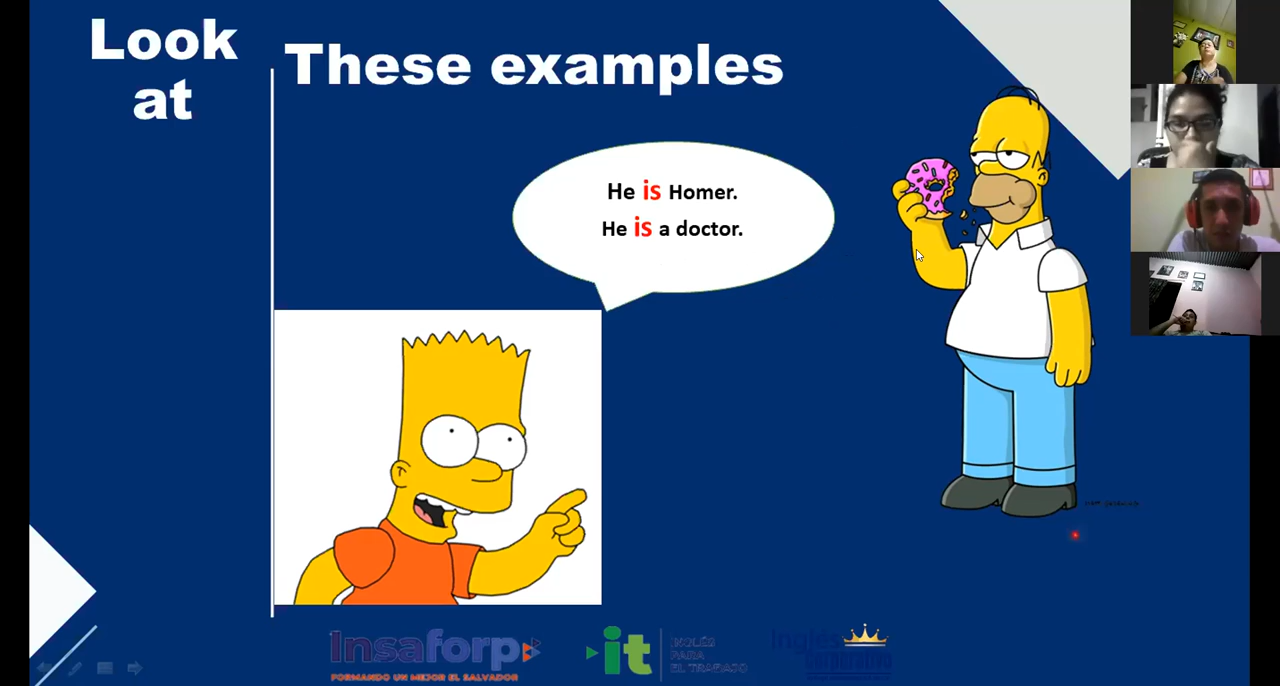 Look
at
These examples
He is Homer.
He is a doctor.
Insaforp
FORMANDO UN MEJOR EL SALVADOR
it
INGLÉS
PARA
EL TRABAJO
Inglés
Corporativo